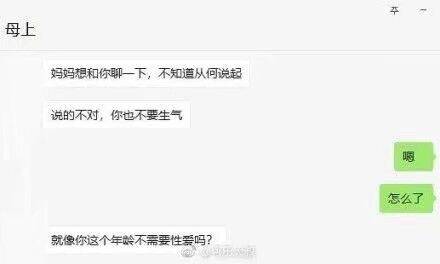 母上
妈妈想和你聊一下，不知道从何说起
说的不对，你也不要生气
嗯
怎么了
就像你这个年龄不需要性爱吗？